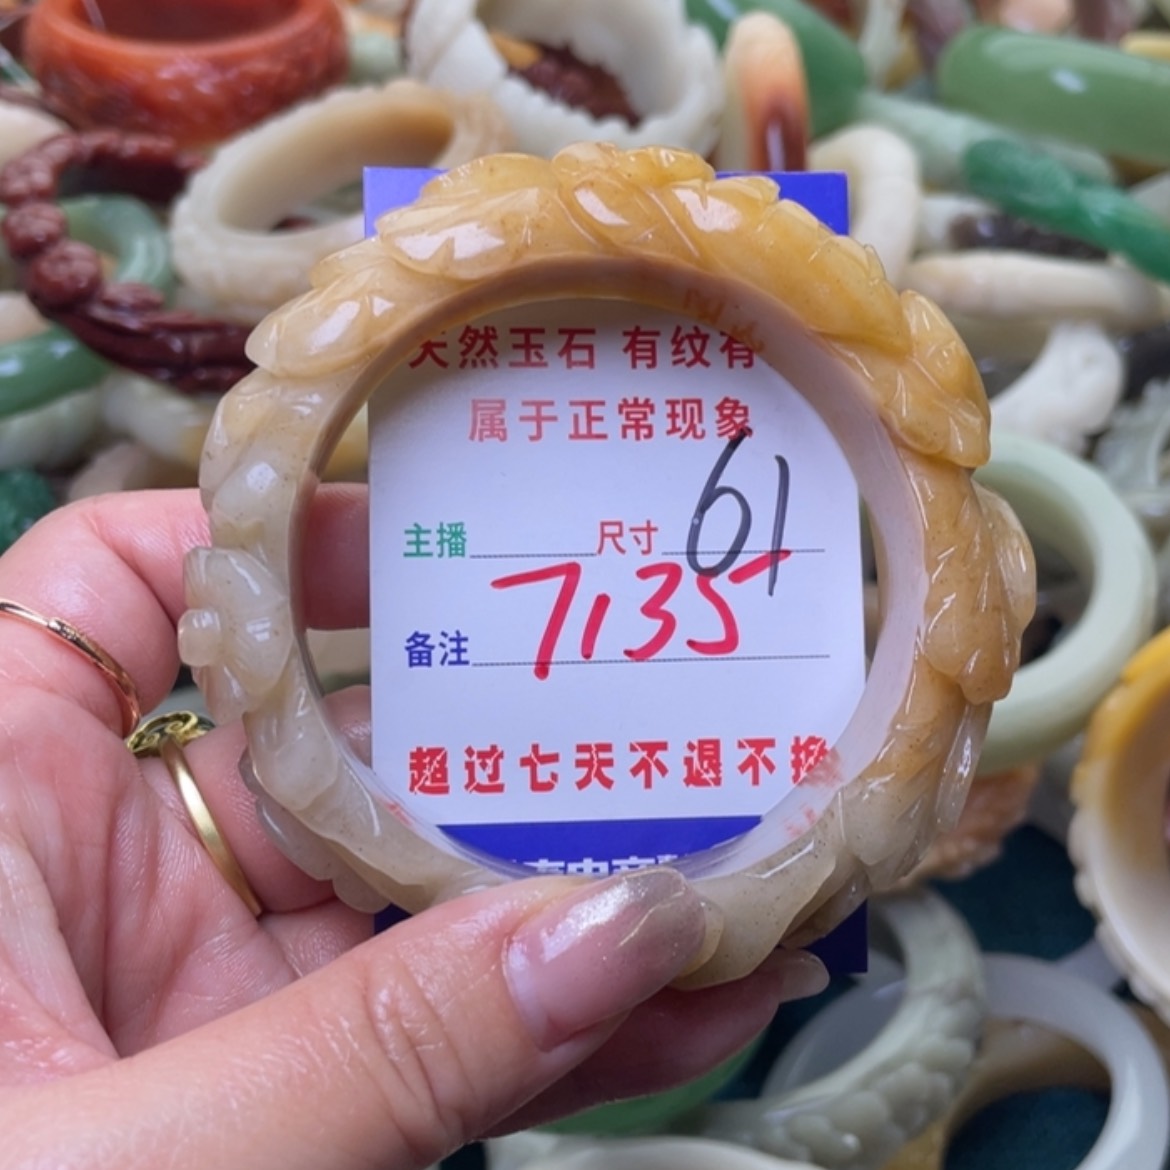 天然玉石 有纹有
属于正常现象
主播 尺寸 61
7135
备注
超过七天不退不换